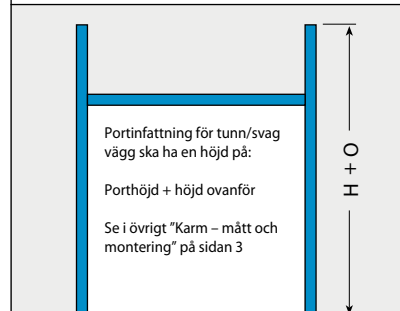 Portinfattning för tunn/svag
vägg ska ha en höjd på:
Porthöjd + höjd ovanför
Se i övrigt ”Karm – mått och
montering” på sidan 3
H + O